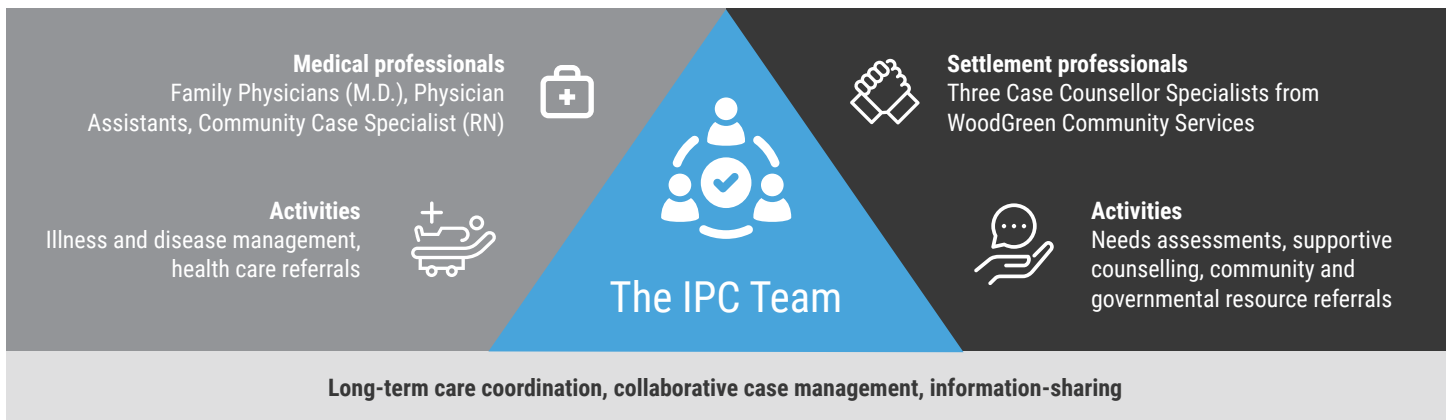 Medical professionals
Family Physicians (M.D.), Physician
Assistants, Community Case Specialist (RN)
Activities
Illness and disease management,
health care referrals
The IPC Team
Settlement professionals
Three Case Counsellor Specialists from
WoodGreen Community Services
Activities
Needs assessments, supportive
counselling, community and
governmental resource referrals
Long-term care coordination, collaborative case management, information-sharing